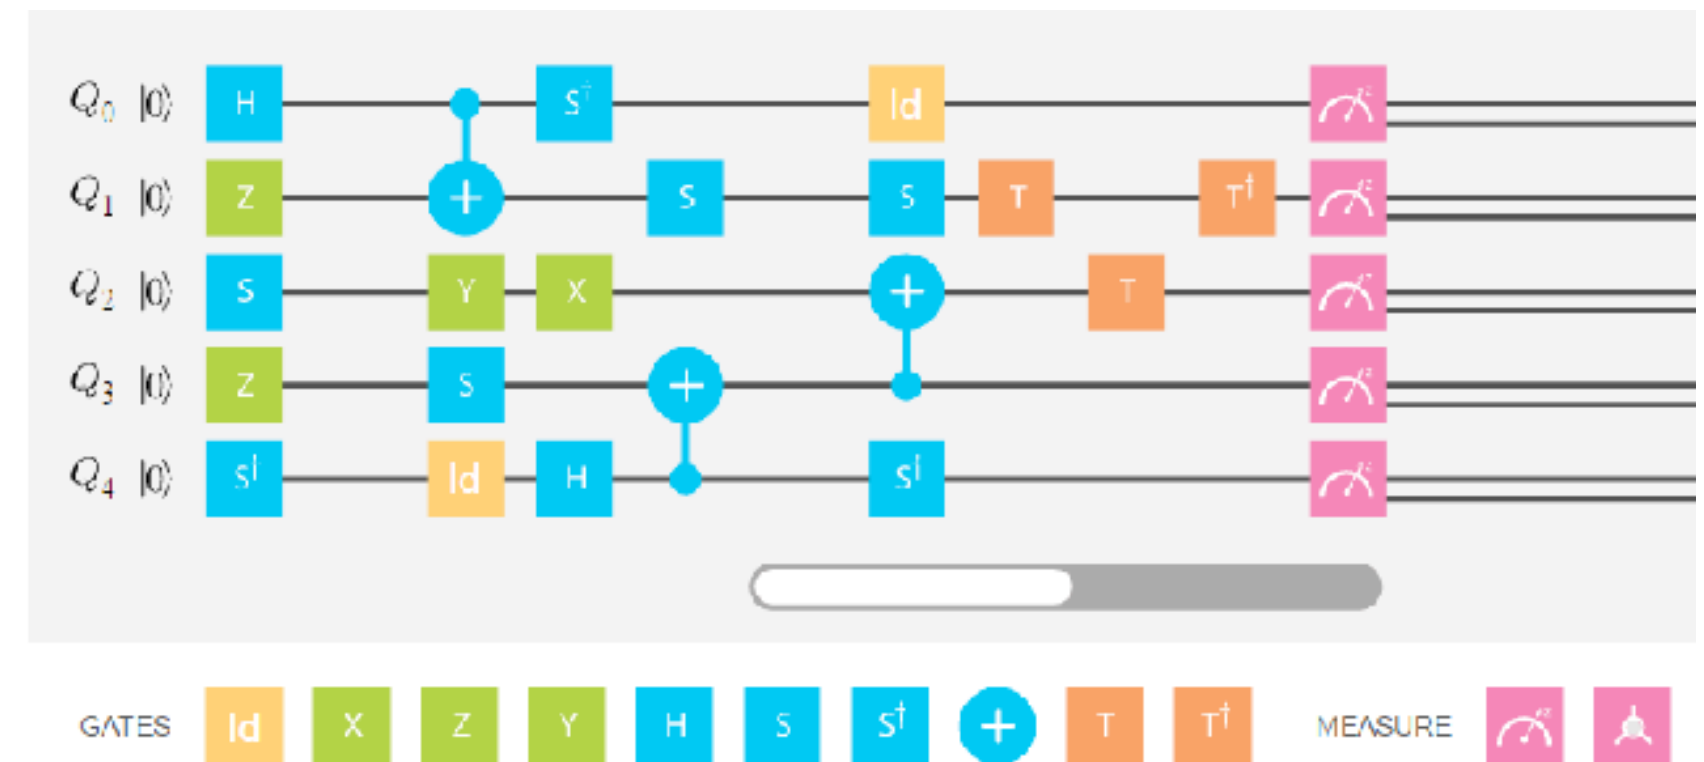 Q0 |0⟩ H S† Id
Q1 |0⟩ Z + S S T T† z
Q2 |0⟩ S Y X + T z
Q3 |0⟩ Z S + z
Q4 |0⟩ S† Id H S† z
GATES Id X Z Y H S S† + T T† MEASURE z